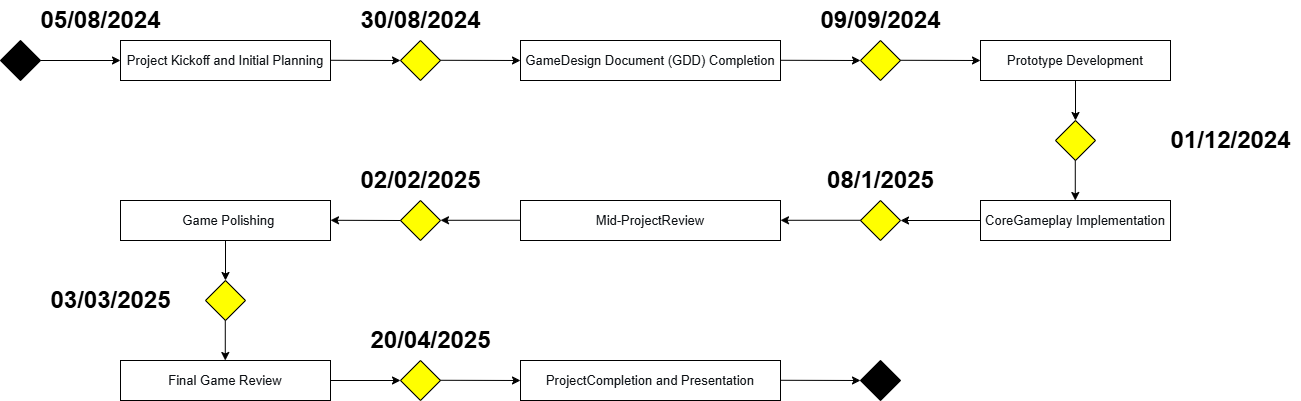 05/08/2024
30/08/2024
09/09/2024
Project Kickoff and Initial Planning
GameDesign Document (GDD) Completion
Prototype Development
01/12/2024
02/02/2025
08/1/2025
Game Polishing
Mid-ProjectReview
CoreGameplay Implementation
03/03/2025
20/04/2025
Final Game Review
ProjectCompletion and Presentation